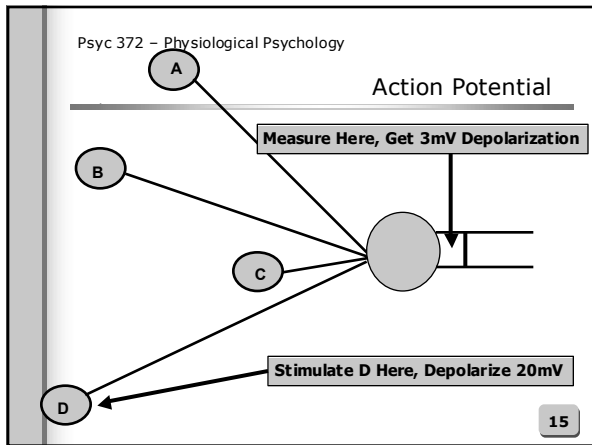 Psyc 372 – Physiological Psychology
A
Action Potential
Measure Here, Get 3mV Depolarization
B
C
Stimulate D Here, Depolarize 20mV
D
15